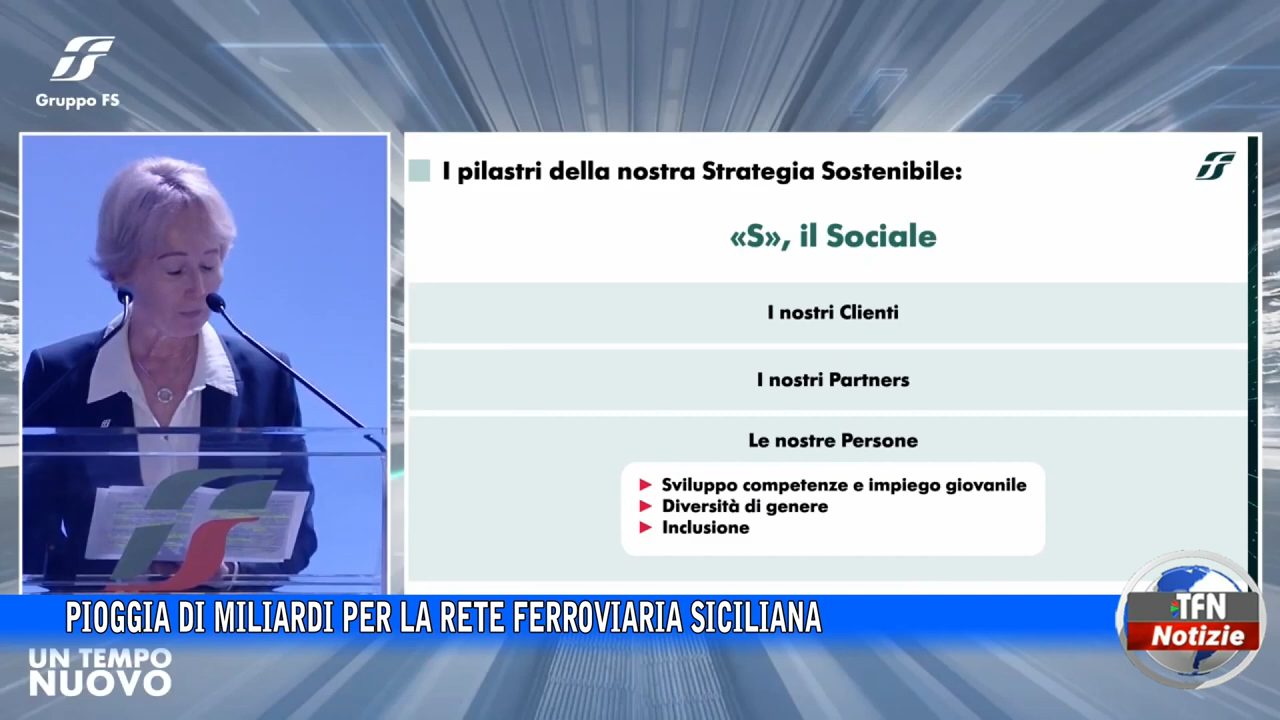 Gruppo FS
I pilastri della nostra Strategia Sostenibile:
«S», il Sociale
I nostri Clienti
I nostri Partners
Le nostre Persone
Sviluppo competenze e impiego giovanile
Diversità di genere
Inclusione
PIOGGIA DI MILIARDI PER LA RETE FERROVIARIA SICILIANA
TFN
Notizie
UN TEMPO
NUOVO